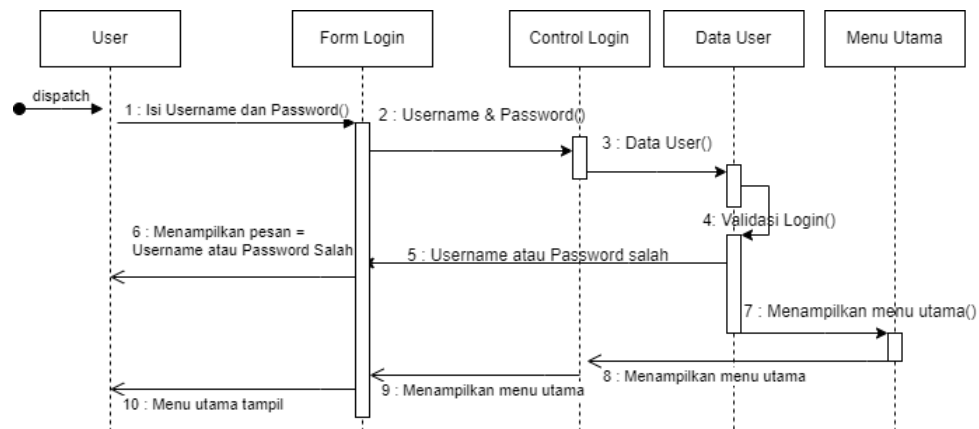 User
Form Login
Control Login
Data User
Menu Utama
dispatch
1 : Isi Username dan Password()
2 : Username & Password()
3 : Data User()
4: Validasi Login()
6 : Menampilkan pesan =
Username atau Password Salah
5 : Username atau Password salah
7 : Menampilkan menu utama()
8 : Menampilkan menu utama
9 : Menampilkan menu utama
10 : Menu utama tampil